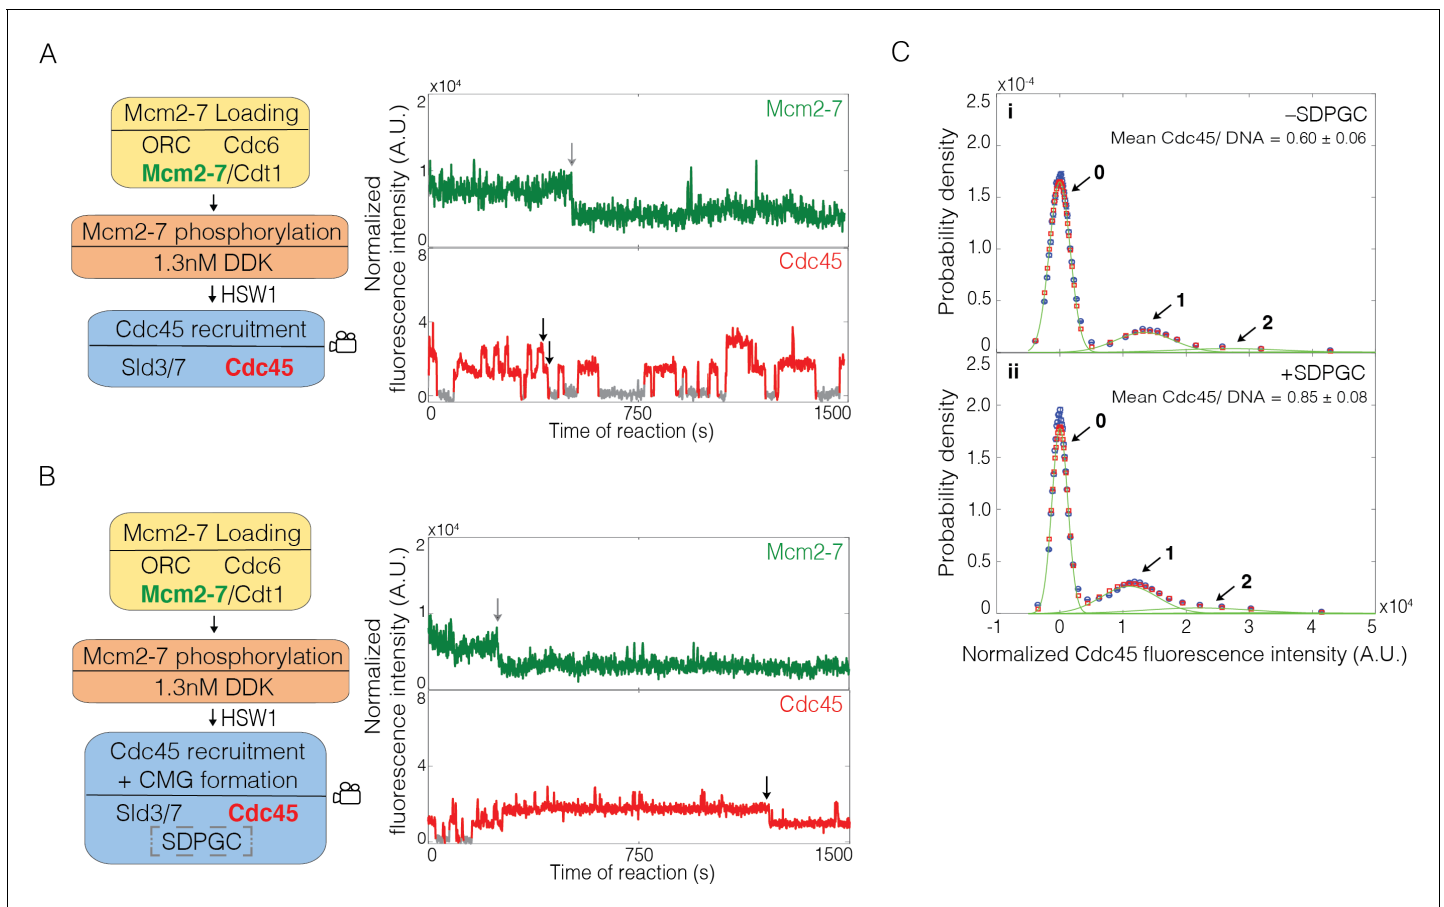 A
Mcm2-7 Loading
ORC Cdc6
Mcm2-7/Cdt1
Mcm2-7 phosphorylation
1.3nM DDK
HSW1
Cdc45 recruitment
Sld3/7 Cdc45
Normalized
fluorescence intensity (A.U.)
x10⁴
2
1
0
Mcm2-7
8
4
0
Cdc45
0 750 1500
Time of reaction (s)
B
Mcm2-7 Loading
ORC Cdc6
Mcm2-7/Cdt1
Mcm2-7 phosphorylation
1.3nM DDK
HSW1
Cdc45 recruitment
+ CMG formation
Sld3/7 Cdc45
SDPGC
Normalized
fluorescence intensity (A.U.)
x10⁴
2
1
0
Mcm2-7
8
4
0
Cdc45
0 750 1500
Time of reaction (s)
C
x10⁻⁴
Probability density
2.5
2.0
1.5
1.0
0.5
0
i
–SDPGC
Mean Cdc45/ DNA = 0.60 ± 0.06
0
1
2
Probability density
2.5
2.0
1.5
1.0
0.5
0
ii
+SDPGC
Mean Cdc45/ DNA = 0.85 ± 0.08
0
1
2
x10⁴
-1 0 1 2 3 4 5
Normalized Cdc45 fluorescence intensity (A.U.)